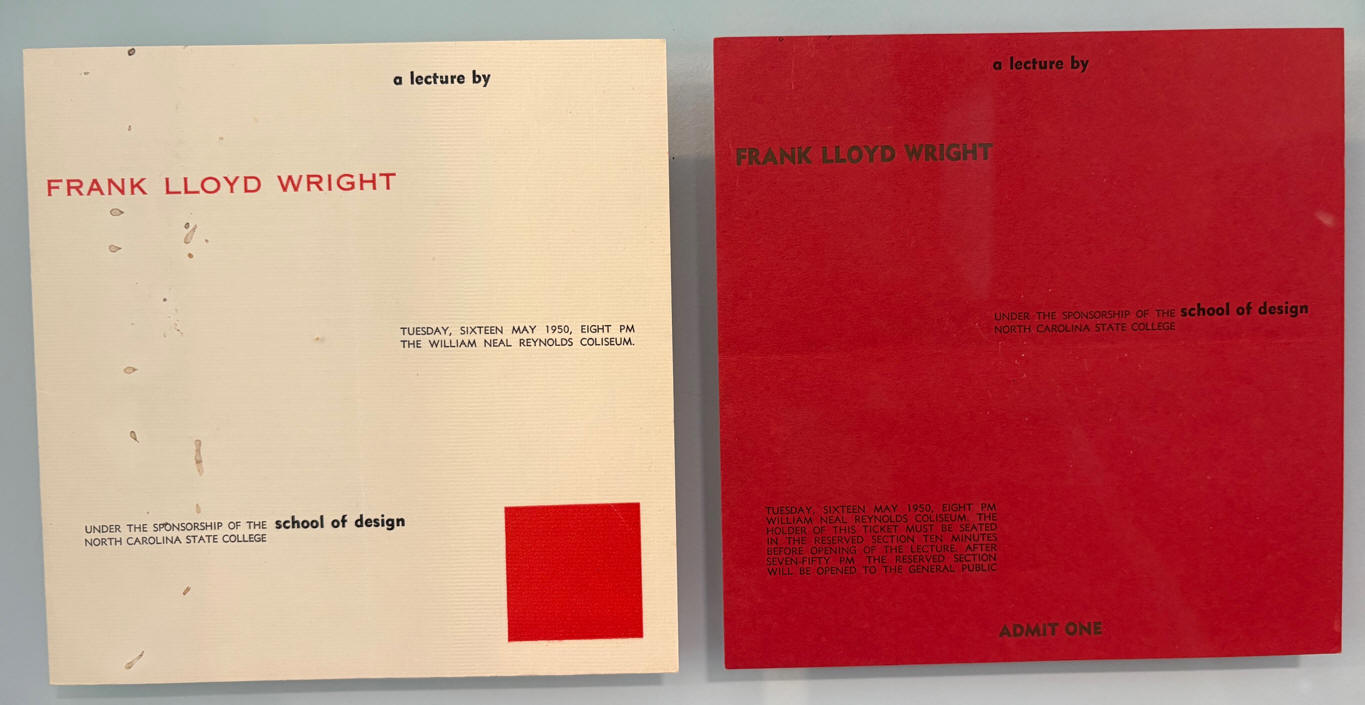 a lecture by
FRANK LLOYD WRIGHT
TUESDAY, SIXTEEN MAY 1950, EIGHT PM
THE WILLIAM NEAL REYNOLDS COLISEUM.
UNDER THE SPONSORSHIP OF THE school of design
NORTH CAROLINA STATE COLLEGE
a lecture by
FRANK LLOYD WRIGHT
UNDER THE SPONSORSHIP OF THE school of design
NORTH CAROLINA STATE COLLEGE
TUESDAY, SIXTEEN MAY 1950, EIGHT PM
WILLIAM NEAL REYNOLDS COLISEUM. THE
HOLDER OF THIS TICKET MUST BE SEATED
IN THE RESERVED SECTION TEN MINUTES
BEFORE OPENING OF THE LECTURE. AFTER
SEVEN-FIFTY PM THE RESERVED SECTION
WILL BE OPENED TO THE GENERAL PUBLIC
ADMIT ONE